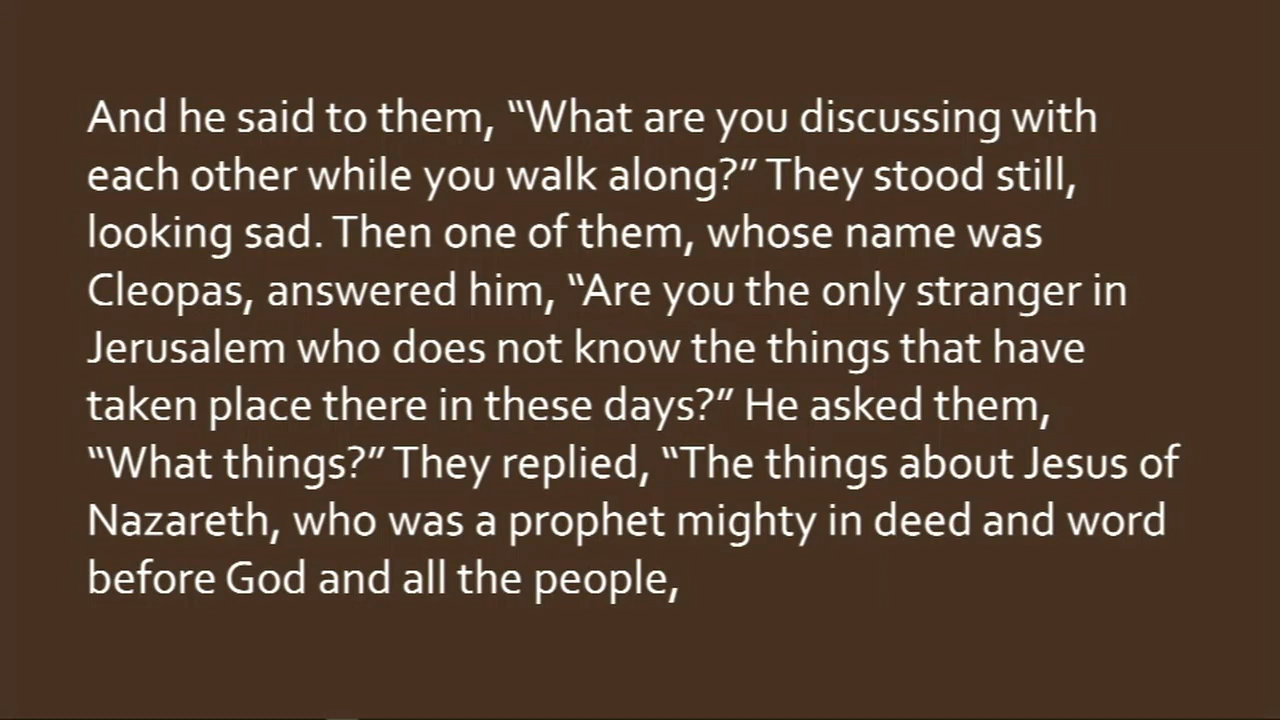 And he said to them, “What are you discussing with
each other while you walk along?” They stood still,
looking sad. Then one of them, whose name was
Cleopas, answered him, “Are you the only stranger in
Jerusalem who does not know the things that have
taken place there in these days?” He asked them,
“What things?” They replied, “The things about Jesus of
Nazareth, who was a prophet mighty in deed and word
before God and all the people,